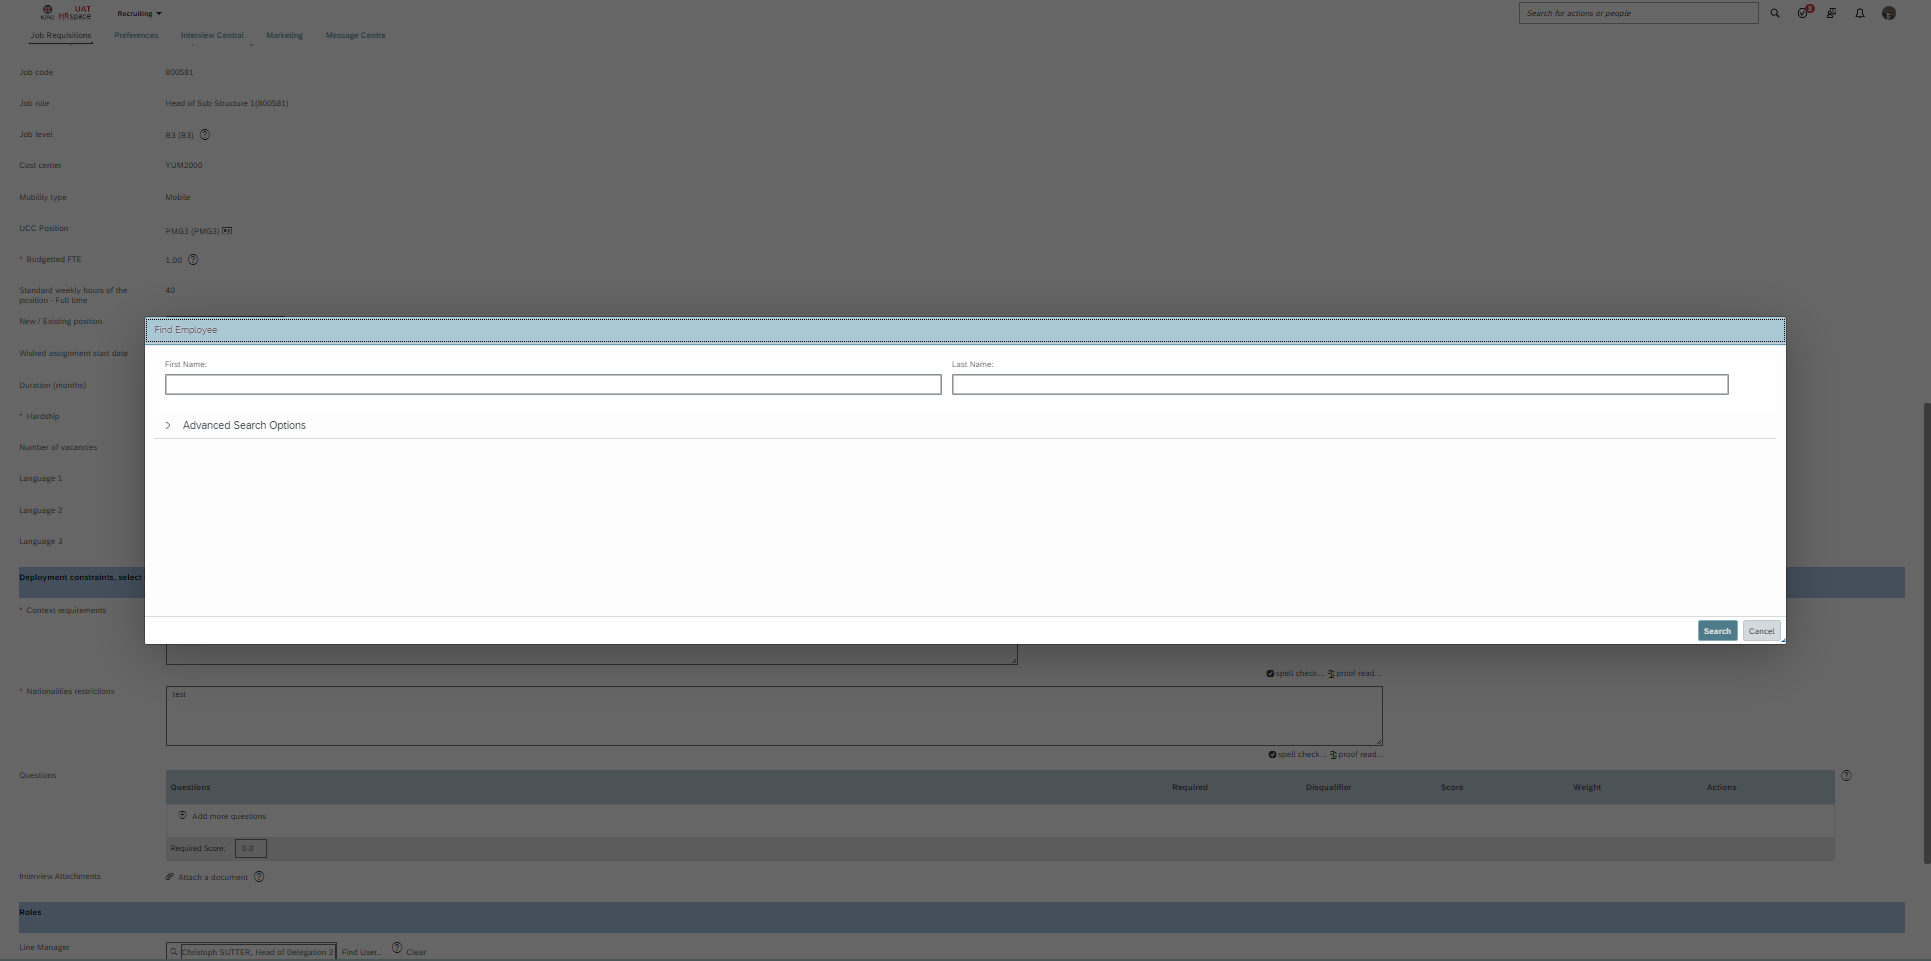 UAT
ICRC HRspace
Recruiting
Search for actions or people
3
Job Requisitions
Preferences
Interview Central
Marketing
Message Centre
Job code
800581
Job role
Head of Sub-Structure 1(800581)
Job level
B3 (B3)
Cost center
YUM2000
Mobility type
Mobile
UCC Position
PMG3 (PMG3)
* Budgetted FTE
1.00
Standard weekly hours of the
position - Full time
40
New / Existing position
Find Employee
Wished assignment start date
First Name:
Last Name:
Duration (months)
* Hardship
Advanced Search Options
Number of vacancies
Language 1
Language 2
Language 3
Deployment constraints, select
* Context requirements
Search
Cancel
spell check... proof read...
* Nationalities restrictions
test
spell check... proof read...
Questions
Questions
Required
Disqualifier
Score
Weight
Actions
Add more questions
Required Score:
0.0
Interview Attachments
Attach a document
Roles
Line Manager
Christoph SUTTER, Head of Delegation 2
Find User..
Clear